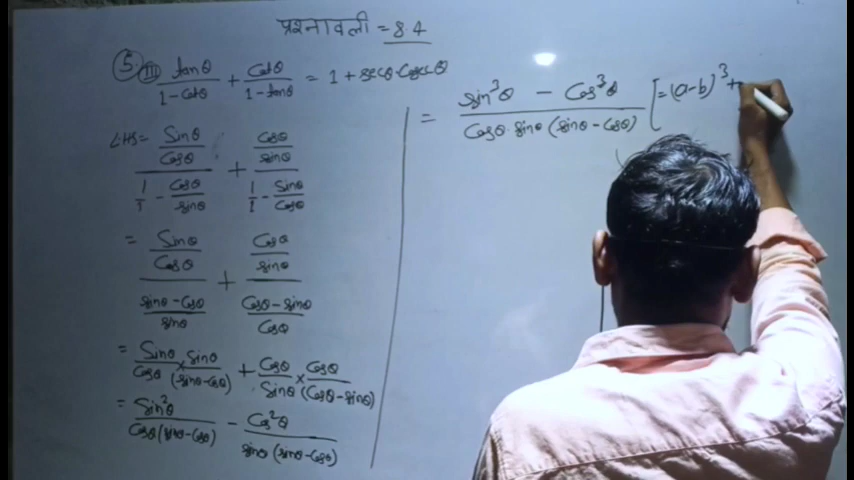 प्रश्नावली = 8.4
5. (iii) tanθ/(1-cotθ) + Cotθ/(1-tanθ) = 1 + secθ·cosecθ
LHS = (Sinθ/Cosθ)/(1/1 - Cosθ/sinθ) + (Cosθ/sinθ)/(1/1 - Sinθ/Cosθ)
= (Sinθ/Cosθ)/((sinθ-Cosθ)/sinθ) + (Cosθ/sinθ)/((Cosθ-sinθ)/Cosθ)
= Sinθ/Cosθ × Sinθ/(sinθ-Cosθ) + Cosθ/Sinθ × Cosθ/(Cosθ-sinθ)
= Sin²θ/(Cosθ(sinθ-Cosθ)) - Cos²θ/(sinθ(sinθ-Cosθ))
= (sin³θ - Cos³θ)/(Cosθ·sinθ(sinθ-Cosθ)) [=(a-b)³+